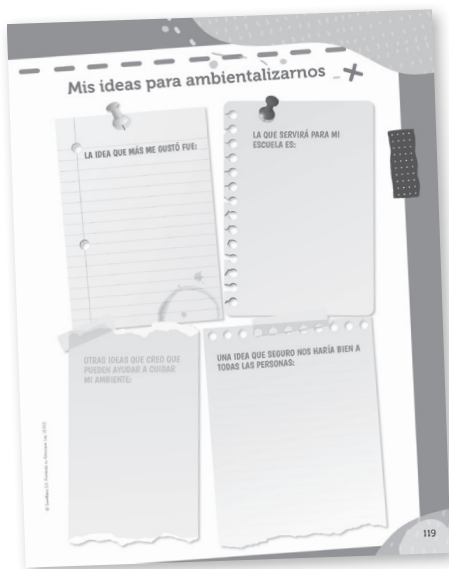 Mis ideas para ambientalizarnos
LA IDEA QUE MÁS ME GUSTÓ FUE:
LA QUE SERVIRÁ PARA MI
ESCUELA ES:
OTRAS IDEAS QUE CREO QUE
PUEDEN AYUDAR A CUIDAR
MI AMBIENTE:
UNA IDEA QUE SEGURO NOS HARÍA BIEN A
TODAS LAS PERSONAS:
119